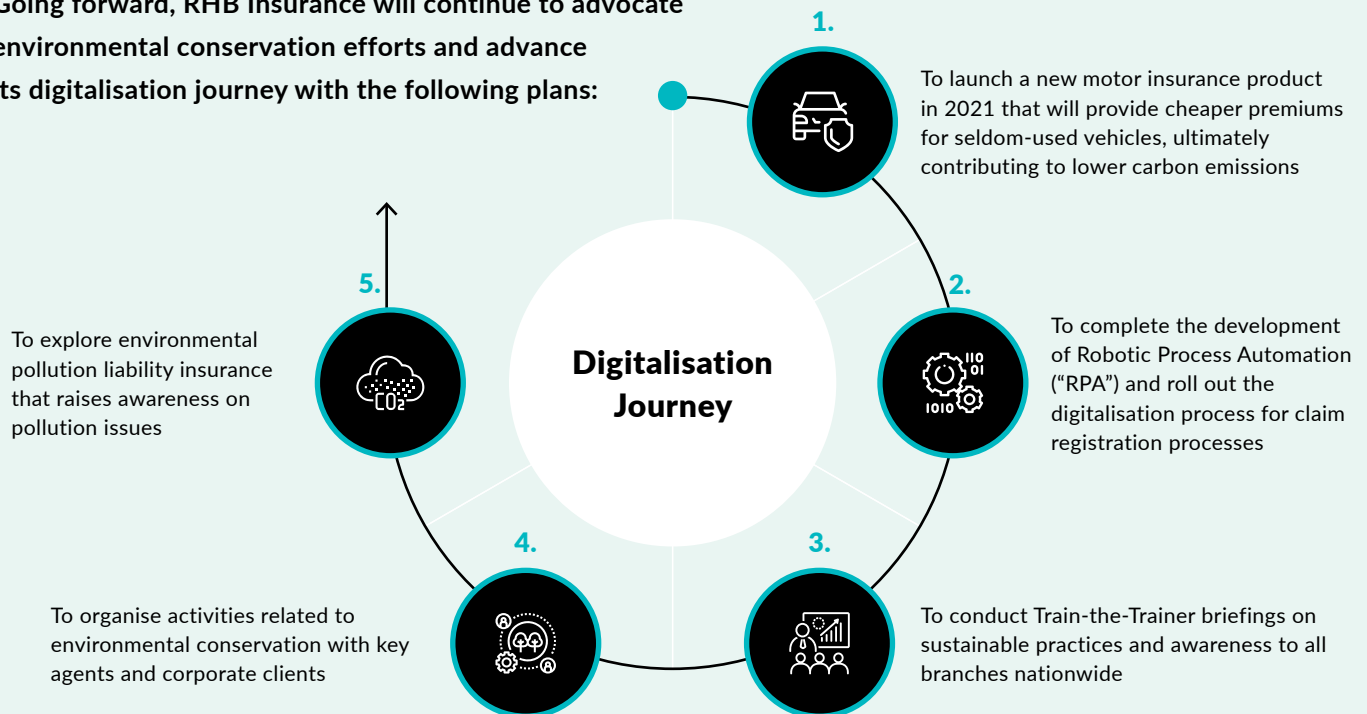 Going forward, RHB Insurance will continue to advocate
environmental conservation efforts and advance
its digitalisation journey with the following plans:
1.
To launch a new motor insurance product
in 2021 that will provide cheaper premiums
for seldom-used vehicles, ultimately
contributing to lower carbon emissions
2.
110
01
1010
To complete the development
of Robotic Process Automation
(“RPA”) and roll out the
digitalisation process for claim
registration processes
3.
To conduct Train-the-Trainer briefings on
sustainable practices and awareness to all
branches nationwide
4.
To organise activities related to
environmental conservation with key
agents and corporate clients
5.
CO2
To explore environmental
pollution liability insurance
that raises awareness on
pollution issues
Digitalisation
Journey